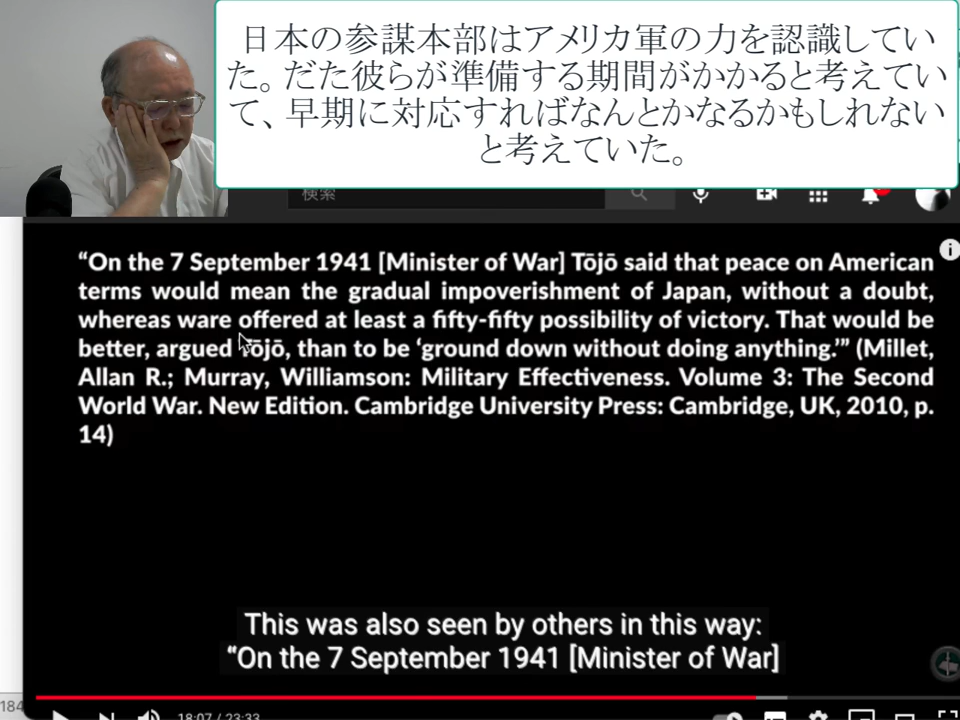 日本の参謀本部はアメリカ軍の力を認識してい
た。だた彼らが準備する期間がかかると考えてい
て、早期に対応すればなんとかなるかもしれない
と考えていた。
検索
“On the 7 September 1941 [Minister of War] Tōjō said that peace on American
terms would mean the gradual impoverishment of Japan, without a doubt,
whereas ware offered at least a fifty-fifty possibility of victory. That would be
better, argued Tōjō, than to be ‘ground down without doing anything.’” (Millet,
Allan R.; Murray, Williamson: Military Effectiveness. Volume 3: The Second
World War. New Edition. Cambridge University Press: Cambridge, UK, 2010, p.
14)
This was also seen by others in this way:
“On the 7 September 1941 [Minister of War]
184
18:07 / 23:33